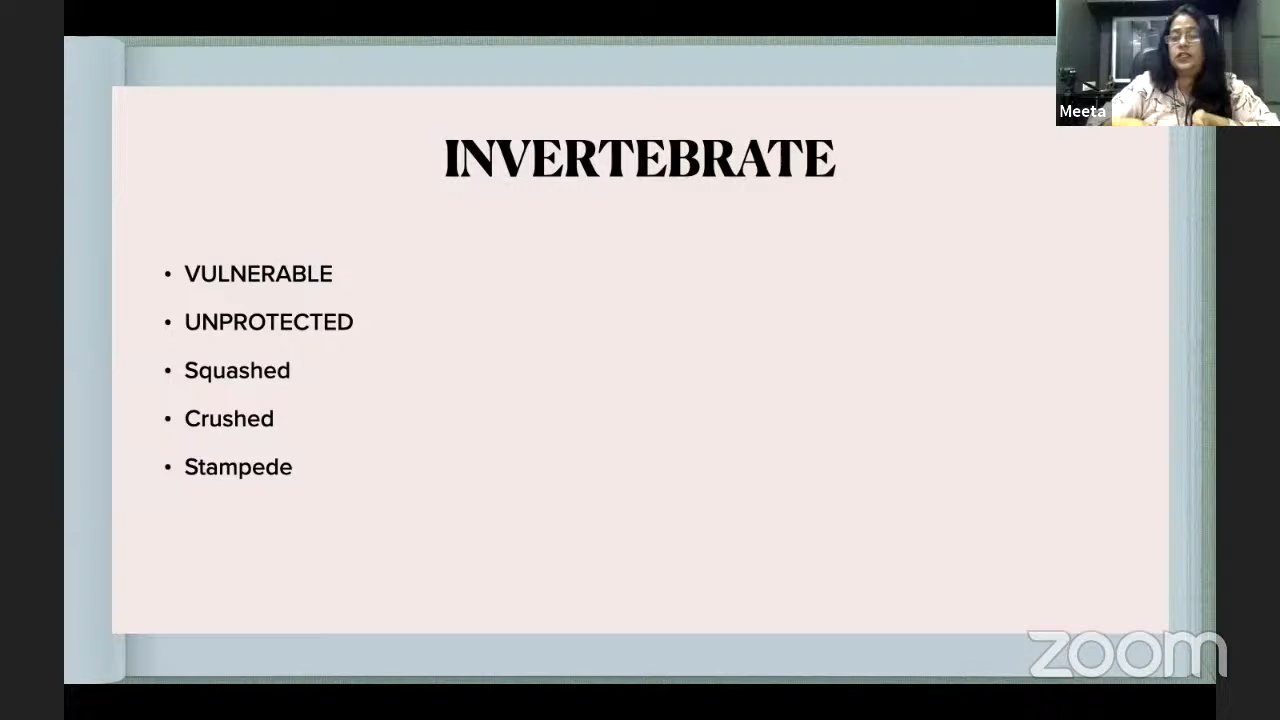 INVERTEBRATE
Meeta
• VULNERABLE
• UNPROTECTED
• Squashed
• Crushed
• Stampede
zoom